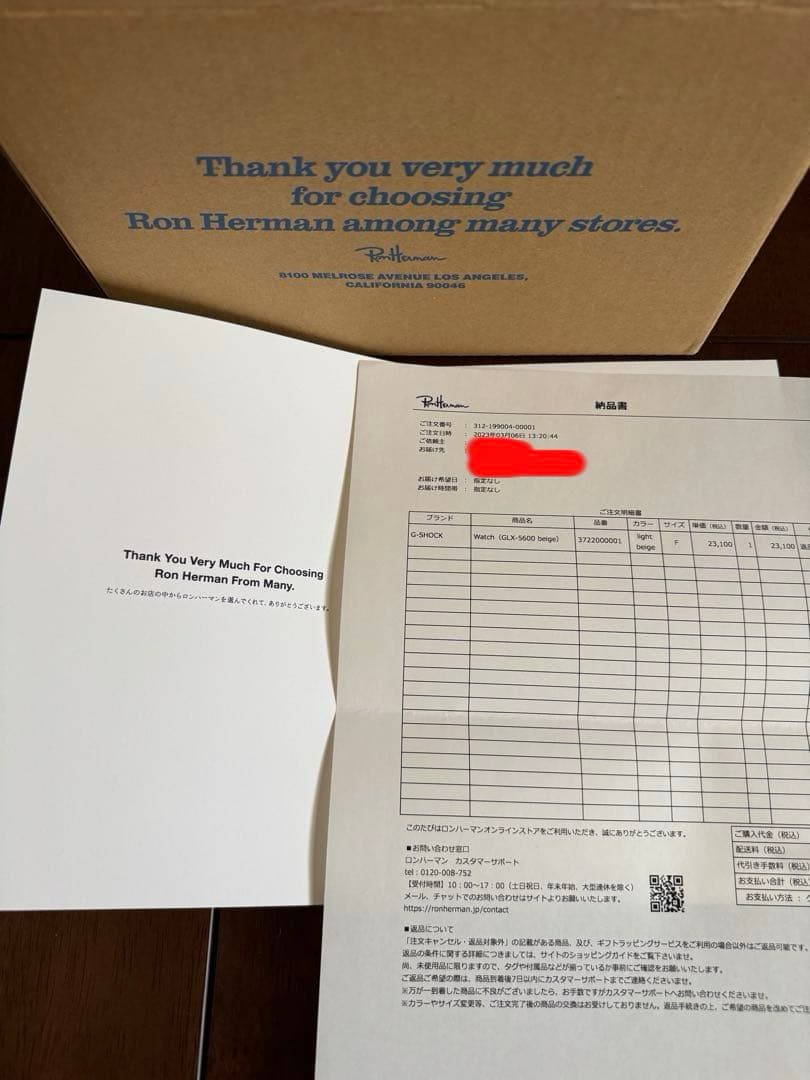 Thank you very much
for choosing
Ron Herman among many stores.
Ron Herman
8100 MELROSE AVENUE LOS ANGELES,
CALIFORNIA 90046
Thank You Very Much For Choosing
Ron Herman From Many.
たくさんのお店の中からロンハーマンを選んでくれて、ありがとうございます。
Ron Herman
納品書
ご注文番号 : 312-199004-00001
ご注文日時 : 2023年03月06日 13:20:44
ご依頼主 :
お届け先 :
お届け希望日 : 指定なし
お届け時間帯 : 指定なし
ご注文明細書
ブランド 商品名 品番 カラー サイズ 単価(税込) 数量 金額(税込)
G-SHOCK Watch（GLX-5600 beige） 3722000001 light beige F 23,100 1 23,100 返品
このたびはロンハーマンオンラインストアをご利用いただき、誠にありがとうございます。
■お問い合わせ窓口
ロンハーマン カスタマーサポート
tel : 0120-008-752
【受付時間】10：00～17：00（土日祝日、年末年始、大型連休を除く）
メール、チャットでのお問い合わせはサイトよりお願いいたします。
https://ronherman.jp/contact
ご購入代金（税込）
配送料（税込）
代引き手数料（税込）
お支払い合計（税込）
お支払い方法 : ク
■返品について
「注文キャンセル・返品対象外」の記載がある商品、及び、ギフトラッピングサービスをご利用の場合以外はご返品可能です。
返品の条件に関する詳細につきましては、サイトのショッピングガイドをご覧下さいませ。
尚、未使用品に限りますので、タグや付属品などが揃っているか事前にご確認をお願いいたします。
ご返品ご希望の際は、商品到着後7日以内にカスタマーサポートまでご連絡くださいませ。
※万が一到着した商品に不良がございましたら、お手数ですがカスタマーサポートへお問い合わせくださいませ。
※カラーやサイズ変更等、ご注文完了後の商品の交換はお受けしておりません。返品手続きの上、ご希望の商品を改めてご注